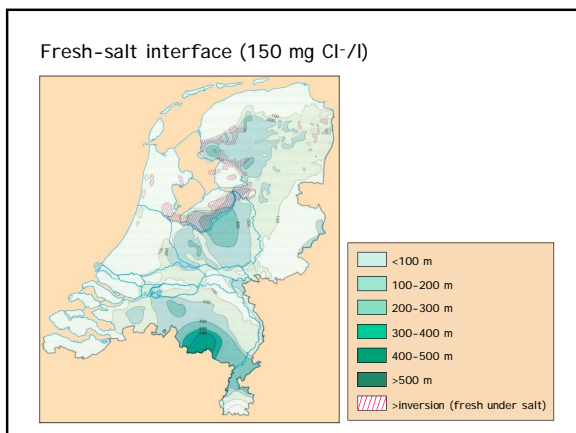 Fresh-salt interface (150 mg Cl-/l)
<100 m
100-200 m
200-300 m
300-400 m
400-500 m
>500 m
>inversion (fresh under salt)